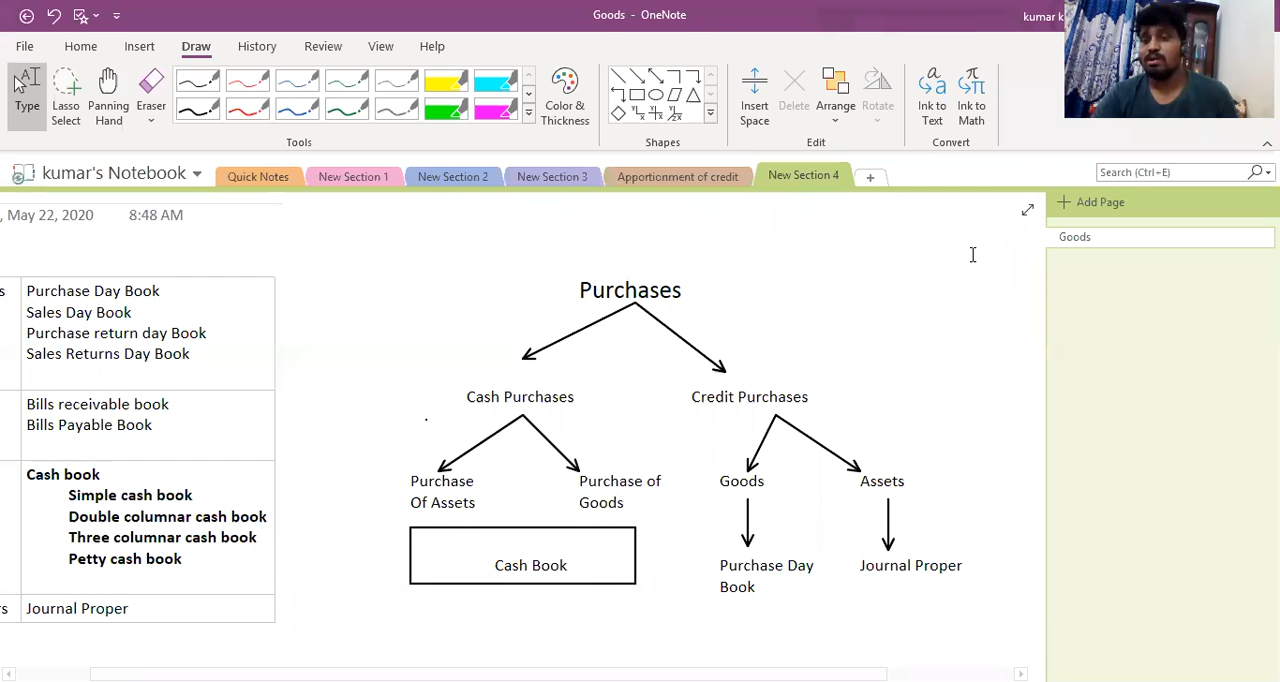 Goods - OneNote
kumar k
File Home Insert Draw View History Review View Help
Type
Lasso Select
Panning Hand
Eraser
Color & Thickness
Insert Space
Delete
Arrange
Rotate
Ink to Text
Ink to Math
Tools
Shapes
Edit
Convert
kumar's Notebook
Quick Notes
New Section 1
New Section 2
New Section 3
Apportionment of credit
New Section 4
Search (Ctrl+E)
Add Page
Goods
, May 22, 2020 8:48 AM
s
Purchase Day Book
Sales Day Book
Purchase return day Book
Sales Returns Day Book
Bills receivable book
Bills Payable Book
Cash book
Simple cash book
Double columnar cash book
Three columnar cash book
Petty cash book
rs
Journal Proper
Purchases
Cash Purchases
Credit Purchases
Purchase
Of Assets
Purchase of
Goods
Goods
Assets
Cash Book
Purchase Day
Book
Journal Proper